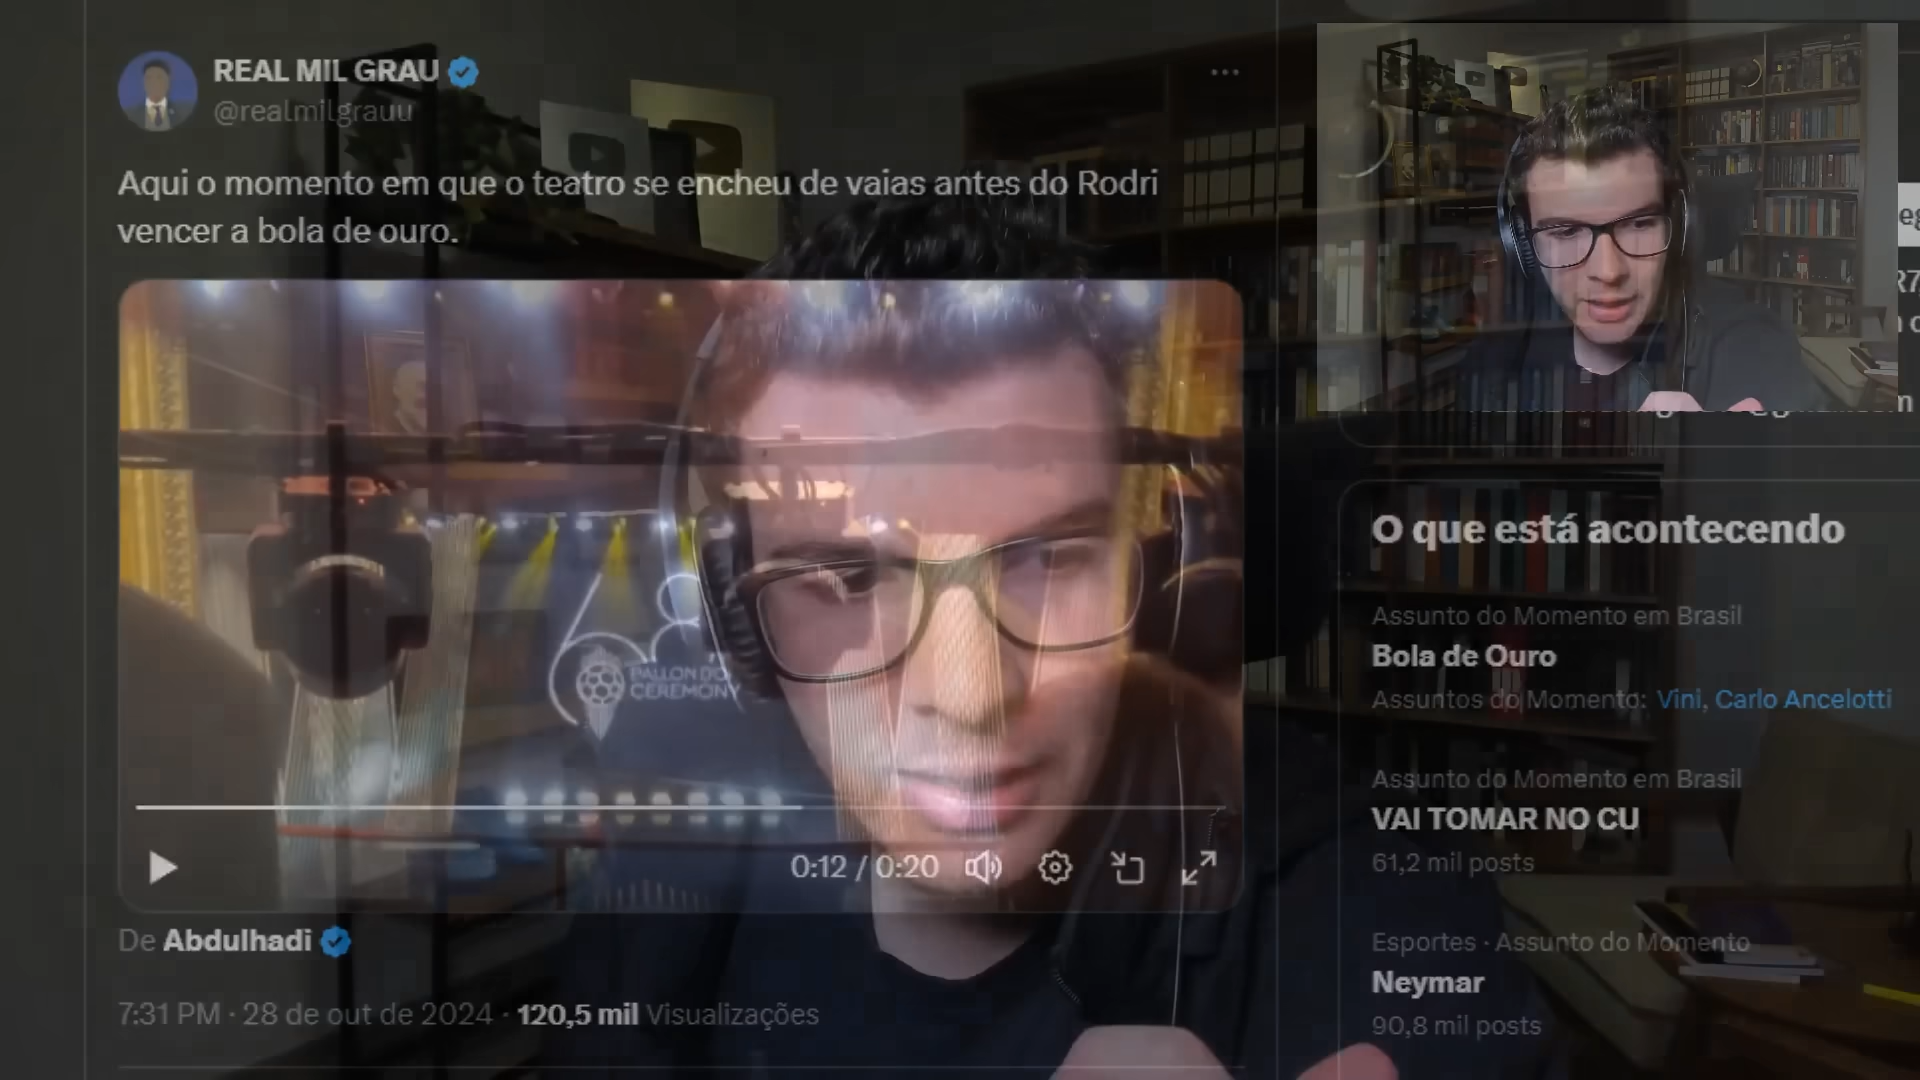 REAL MIL GRAU
@realmilgrauu
Aqui o momento em que o teatro se encheu de vaias antes do Rodri
vencer a bola de ouro.
68
BALLON D'O
CEREMONY
0:12 / 0:20
De Abdulhadi
7:31 PM · 28 de out de 2024 · 120,5 mil Visualizações
O que está acontecendo
Assunto do Momento em Brasil
Bola de Ouro
Assuntos do Momento: Vini, Carlo Ancelotti
Assunto do Momento em Brasil
VAI TOMAR NO CU
61,2 mil posts
Esportes · Assunto do Momento
Neymar
90,8 mil posts